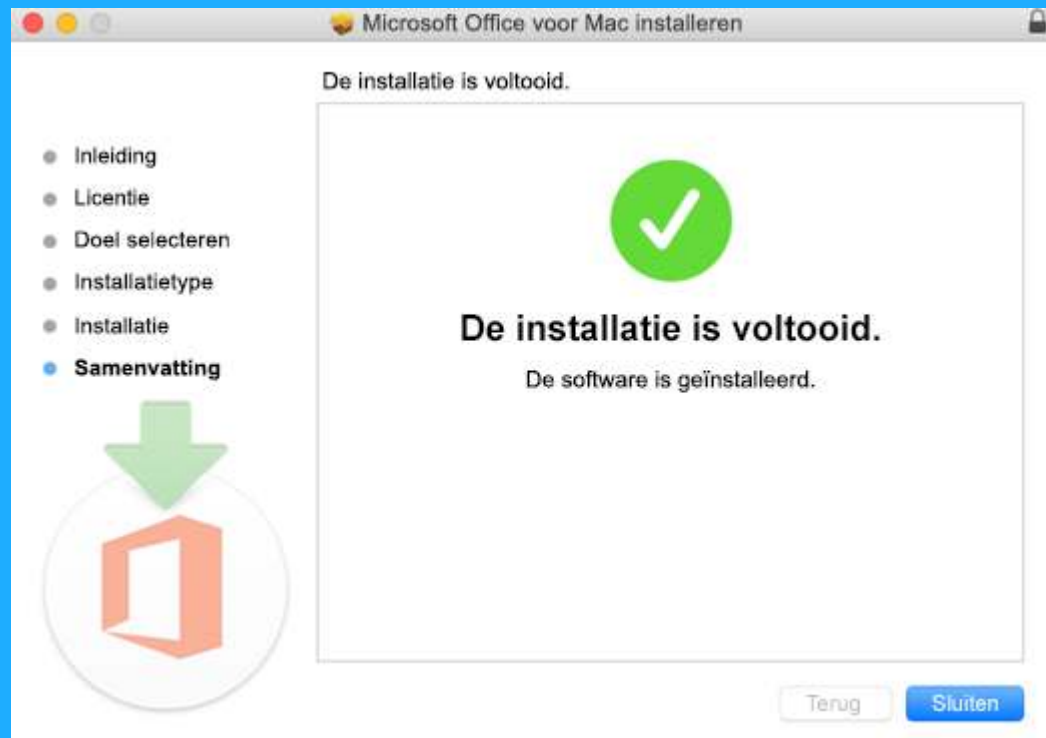 Microsoft Office voor Mac installeren
De installatie is voltooid.
Inleiding
Licentie
Doel selecteren
Installatietype
Installatie
Samenvatting
De installatie is voltooid.
De software is geïnstalleerd.
Terug
Sluiten